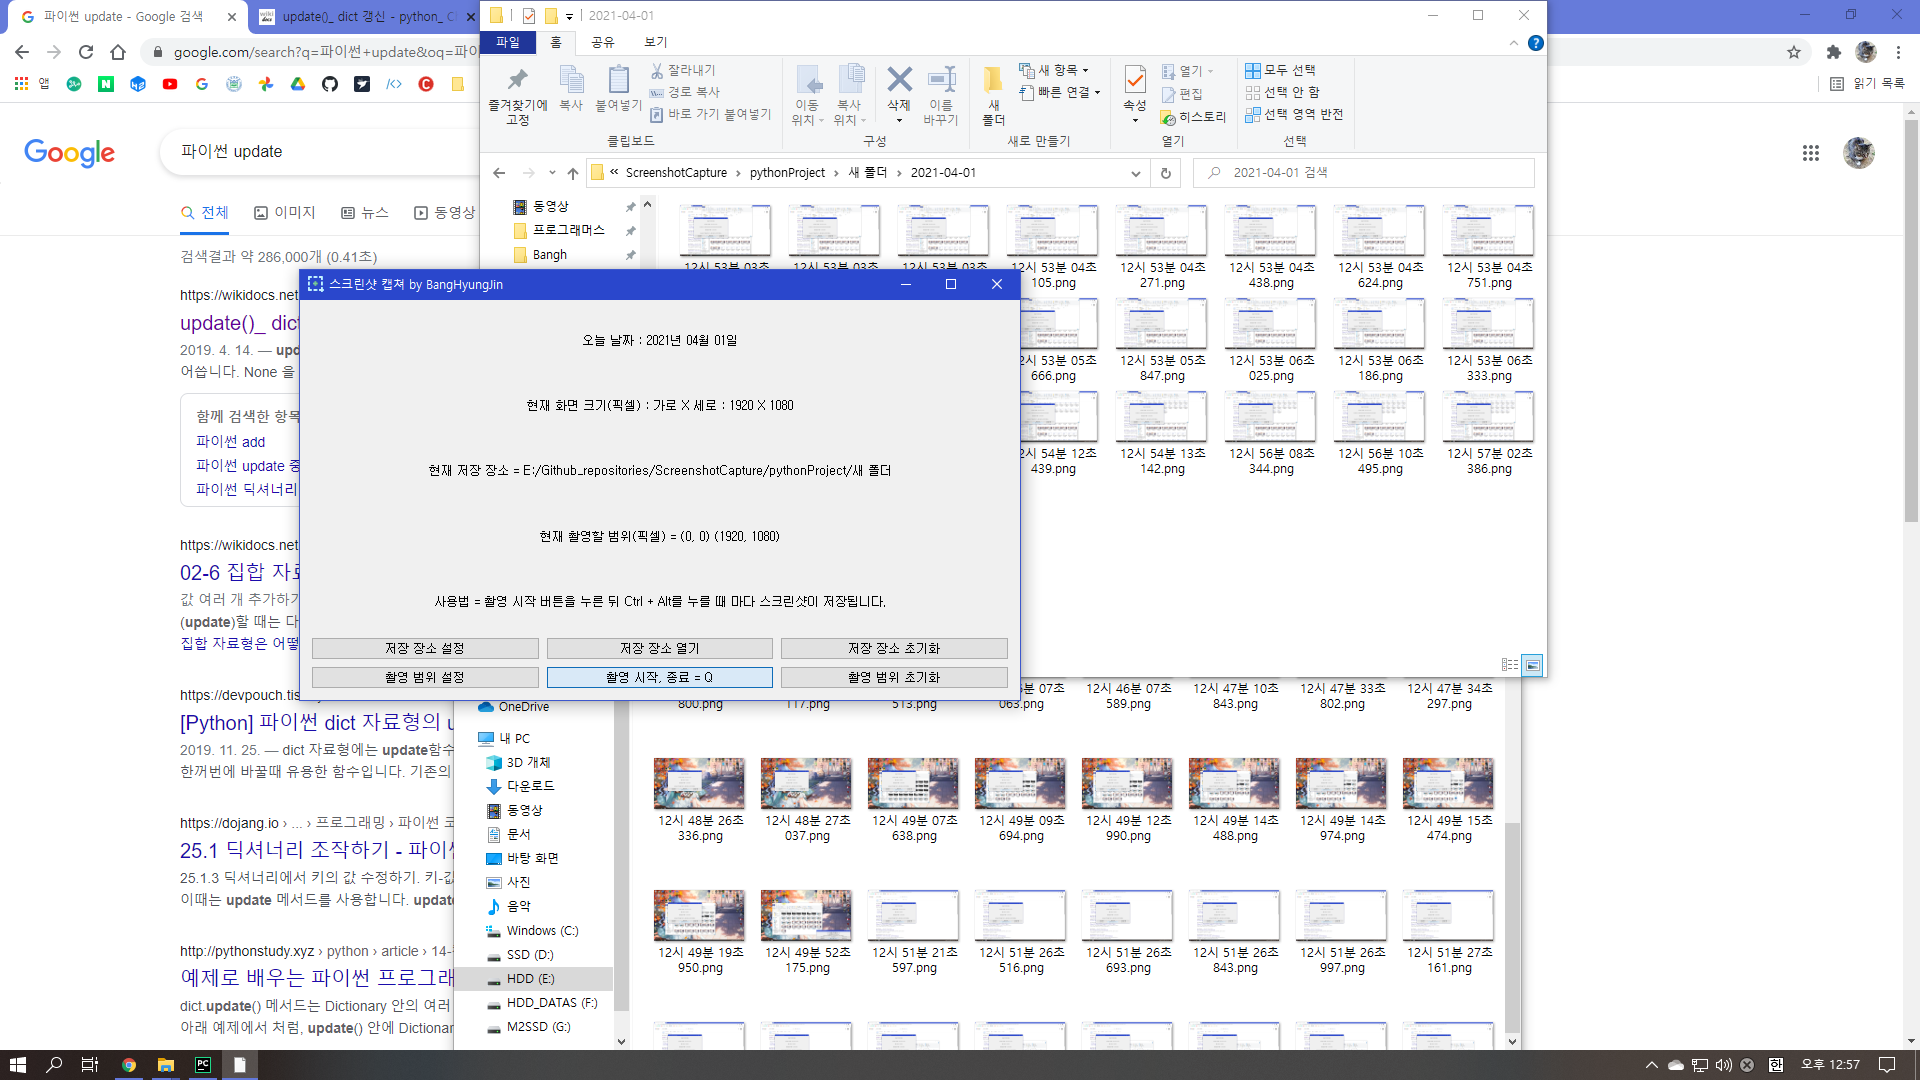 파이썬 update - Google 검색
update()_ dict 갱신 - python_
google.com/search?q=파이썬+update&oq=파이
앱
읽기 목록
Google
파이썬 update
전체
이미지
뉴스
동영상
검색결과 약 286,000개 (0.41초)
https://wikidocs.net
update()_ dict
2019. 4. 14. — upd
어씁니다. None 을
함께 검색한 항목
파이썬 add
파이썬 update 중
파이썬 딕셔너리
https://wikidocs.net
02-6 집합 자료
값 여러 개 추가하기
(update)할 때는 다
집합 자료형은 어떻
https://devpouch.tis
[Python] 파이썬 dict 자료형의 u
2019. 11. 25. — dict 자료형에는 update함수
한꺼번에 바꿀때 유용한 함수입니다. 기존의
https://dojang.io › ... › 프로그래밍 › 파이썬 코
25.1 딕셔너리 조작하기 - 파이썬
25.1.3 딕셔너리에서 키의 값 수정하기. 키-값
이때는 update 메서드를 사용합니다. updat
http://pythonstudy.xyz › python › article › 14-
예제로 배우는 파이썬 프로그래
dict.update() 메서드는 Dictionary 안의 여러
아래 예제에서 처럼, update() 안에 Dictionar
2021-04-01
파일
홈
공유
보기
즐겨찾기에 고정
복사
붙여넣기
잘라내기
경로 복사
바로 가기 붙여넣기
클립보드
이동 위치
복사 위치
삭제
이름 바꾸기
구성
새 폴더
새 항목
빠른 연결
새로 만들기
속성
열기
편집
히스토리
열기
모두 선택
선택 안 함
선택 영역 반전
선택
« ScreenshotCapture › pythonProject › 새 폴더 › 2021-04-01
2021-04-01 검색
동영상
프로그래머스
Bangh
12시 53분 03초
12시 53분 03초
12시 53분 03초
12시 53분 04초
105.png
12시 53분 04초
271.png
12시 53분 04초
438.png
12시 53분 04초
624.png
12시 53분 04초
751.png
시 53분 05초
666.png
12시 53분 05초
847.png
12시 53분 06초
025.png
12시 53분 06초
186.png
12시 53분 06초
333.png
시 54분 12초
439.png
12시 54분 13초
142.png
12시 56분 08초
344.png
12시 56분 10초
495.png
12시 57분 02초
386.png
스크린샷 캡쳐 by BangHyungJin
오늘 날짜 : 2021년 04월 01일
현재 화면 크기(픽셀) : 가로 X 세로 : 1920 X 1080
현재 저장 장소 = E:/Github_repositories/ScreenshotCapture/pythonProject/새 폴더
현재 촬영할 범위(픽셀) = (0, 0) (1920, 1080)
사용법 = 촬영 시작 버튼을 누른 뒤 Ctrl + Alt를 누를 때 마다 스크린샷이 저장됩니다.
저장 장소 설정
저장 장소 열기
저장 장소 초기화
촬영 범위 설정
촬영 시작, 종료 = Q
촬영 범위 초기화
OneDrive
내 PC
3D 개체
다운로드
동영상
문서
바탕 화면
사진
음악
Windows (C:)
SSD (D:)
HDD (E:)
HDD_DATAS (F:)
M2SSD (G:)
800.png
117.png
513.png
분 07초
063.png
12시 46분 07초
589.png
12시 47분 10초
843.png
12시 47분 33초
802.png
12시 47분 34초
297.png
12시 48분 26초
336.png
12시 48분 27초
037.png
12시 49분 07초
638.png
12시 49분 09초
694.png
12시 49분 12초
990.png
12시 49분 14초
488.png
12시 49분 14초
974.png
12시 49분 15초
474.png
12시 49분 19초
950.png
12시 49분 52초
175.png
12시 51분 21초
597.png
12시 51분 26초
516.png
12시 51분 26초
693.png
12시 51분 26초
843.png
12시 51분 26초
997.png
12시 51분 27초
161.png
오후 12:57